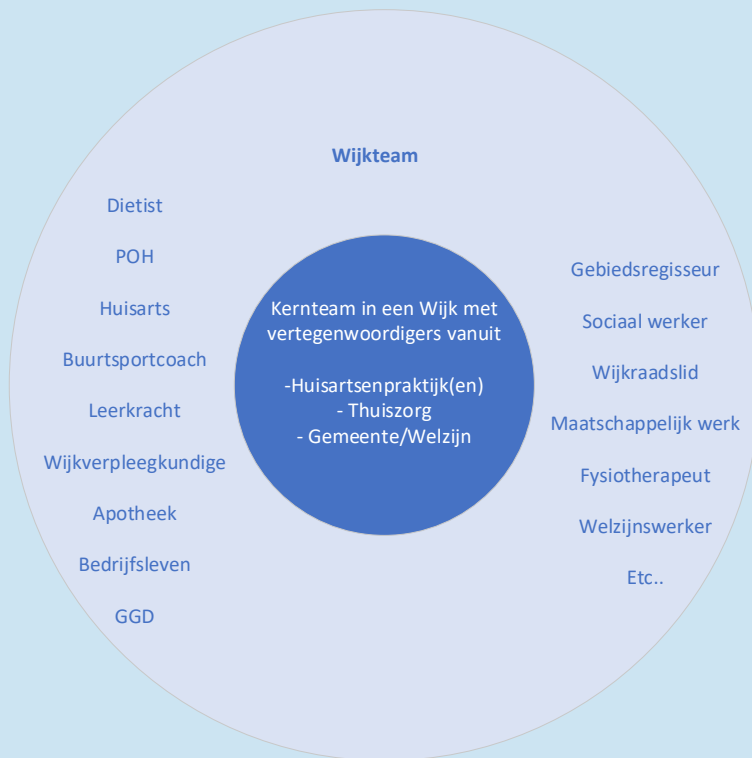 Wijkteam
Dietist
POH
Huisarts
Buurtsportcoach
Leerkracht
Wijkverpleegkundige
Apotheek
Bedrijfsleven
GGD
Kernteam in een Wijk met
vertegenwoordigers vanuit
-Huisartsenpraktijk(en)
- Thuiszorg
- Gemeente/Welzijn
Gebiedsregisseur
Sociaal werker
Wijkraadslid
Maatschappelijk werk
Fysiotherapeut
Welzijnswerker
Etc..